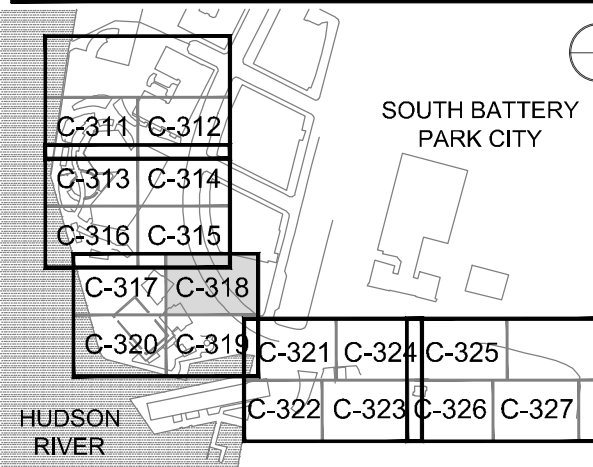 SOUTH BATTERY
PARK CITY
C-311 C-312
C-313 C-314
C-316 C-315
C-317 C-318
C-320 C-319
C-321 C-324 C-325
C-322 C-323 C-326 C-327
HUDSON
RIVER